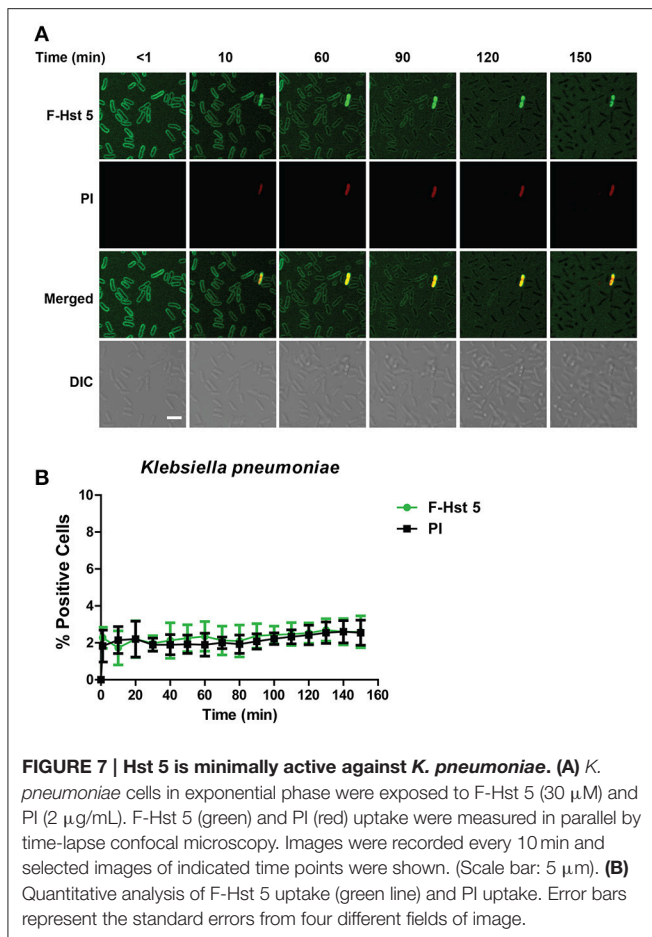 A
Time (min) <1 10 60 90 120 150
F-Hst 5
PI
Merged
DIC
B
Klebsiella pneumoniae
% Positive Cells
10
8
6
4
2
0
0 20 40 60 80 100 120 140 160
Time (min)
F-Hst 5
PI
FIGURE 7 | Hst 5 is minimally active against K. pneumoniae. (A) K.
pneumoniae cells in exponential phase were exposed to F-Hst 5 (30 μM) and
PI (2 μg/mL). F-Hst 5 (green) and PI (red) uptake were measured in parallel by
time-lapse confocal microscopy. Images were recorded every 10 min and
selected images of indicated time points were shown. (Scale bar: 5 μm). (B)
Quantitative analysis of F-Hst 5 uptake (green line) and PI uptake. Error bars
represent the standard errors from four different fields of image.